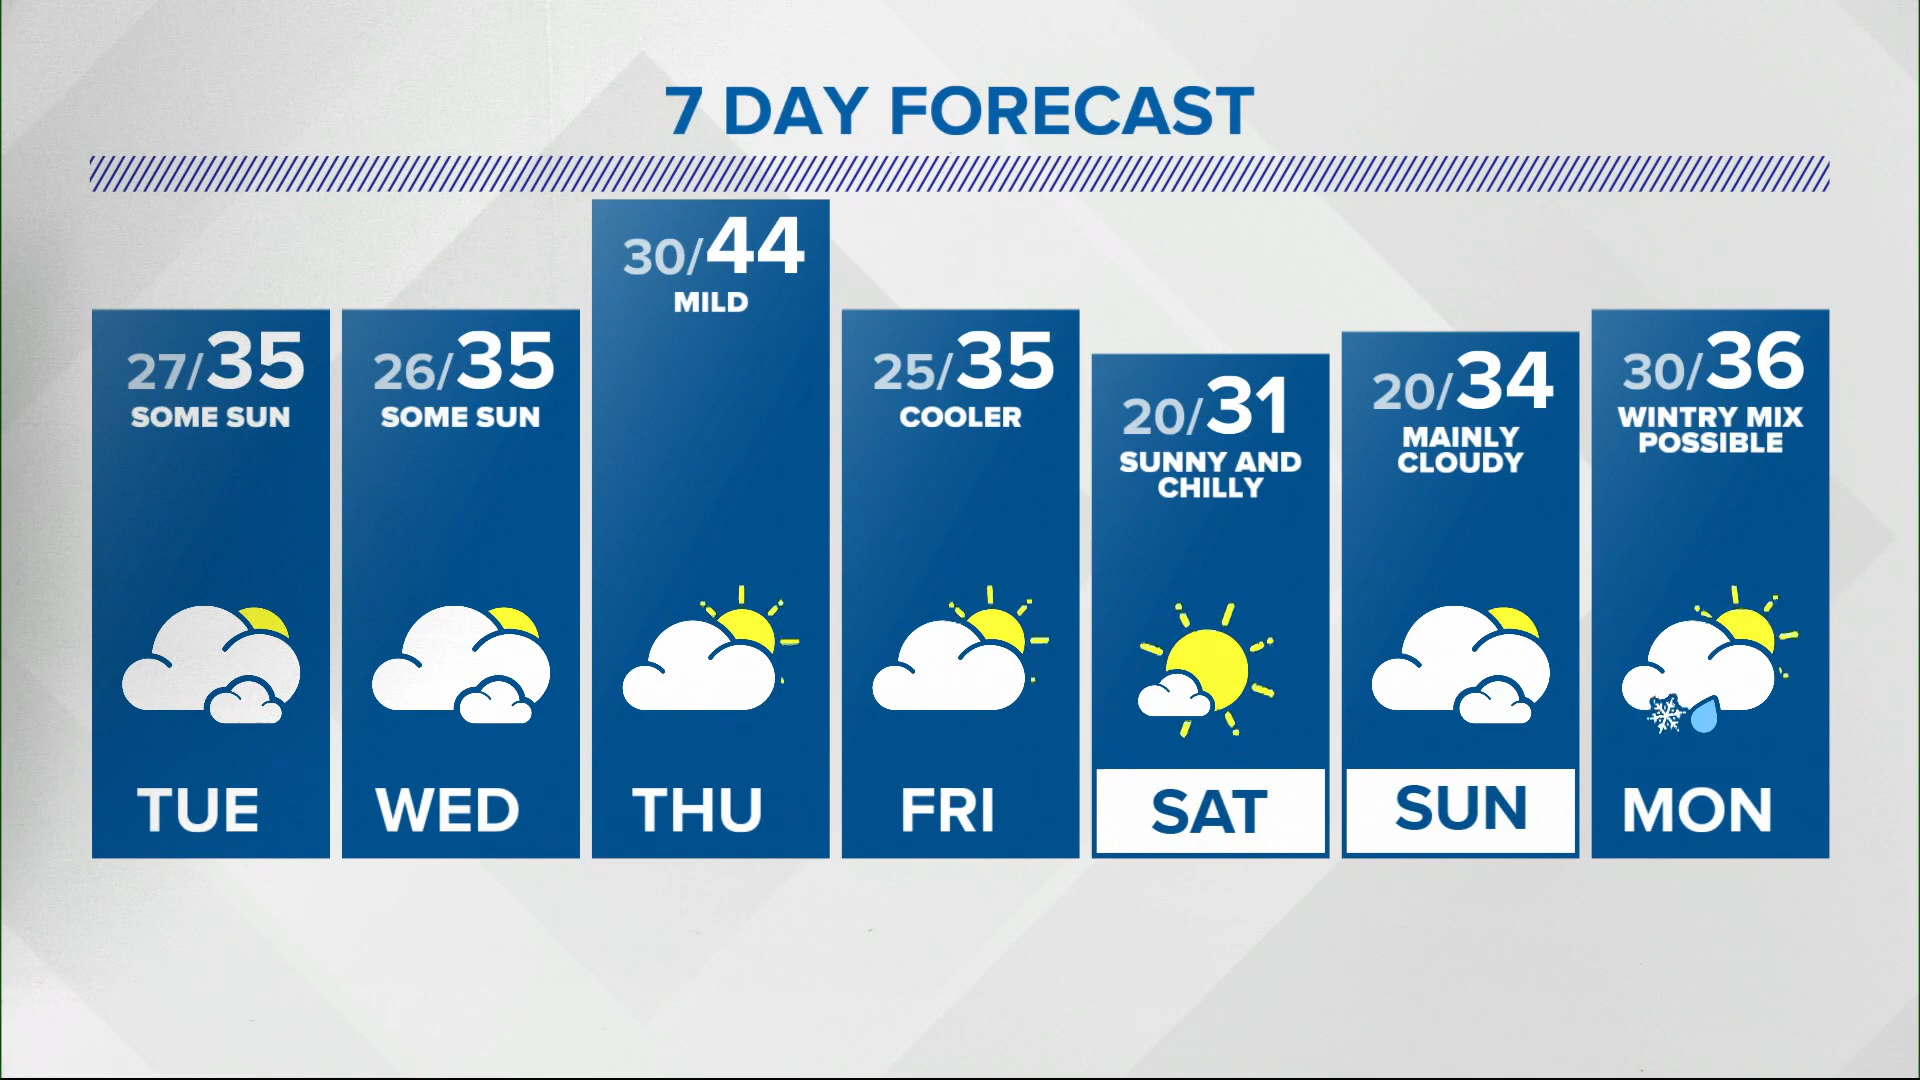 7 DAY FORECAST
27/35
SOME SUN
TUE
26/35
SOME SUN
WED
30/44
MILD
THU
25/35
COOLER
FRI
20/31
SUNNY AND
CHILLY
SAT
20/34
MAINLY
CLOUDY
SUN
30/36
WINTRY MIX
POSSIBLE
MON